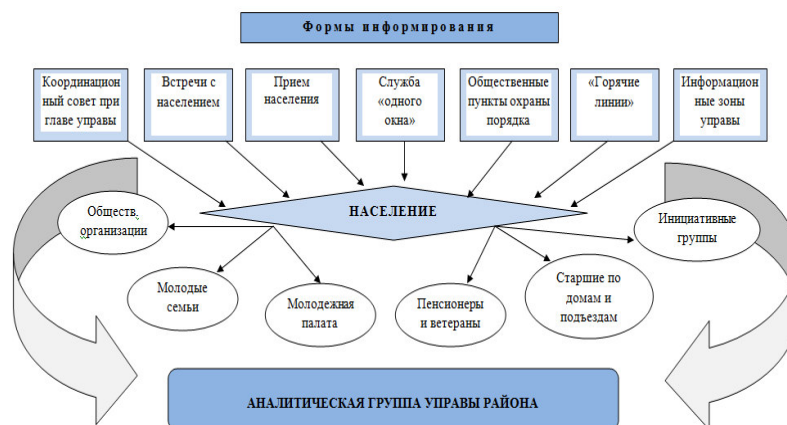 Формы информирования
Координацион
ный совет при
главе управы
Встречи с
населением
Прием
населения
Служба
«одного
окна»
Общественные
пункты охраны
порядка
«Горячие
линии»
Информацион
ные зоны
управы
НАСЕЛЕНИЕ
Обществ.
организации
Инициативные
группы
Молодые
семьи
Молодежная
палата
Пенсионеры
и ветераны
Старшие по
домам и
подъездам
АНАЛИТИЧЕСКАЯ ГРУППА УПРАВЫ РАЙОНА